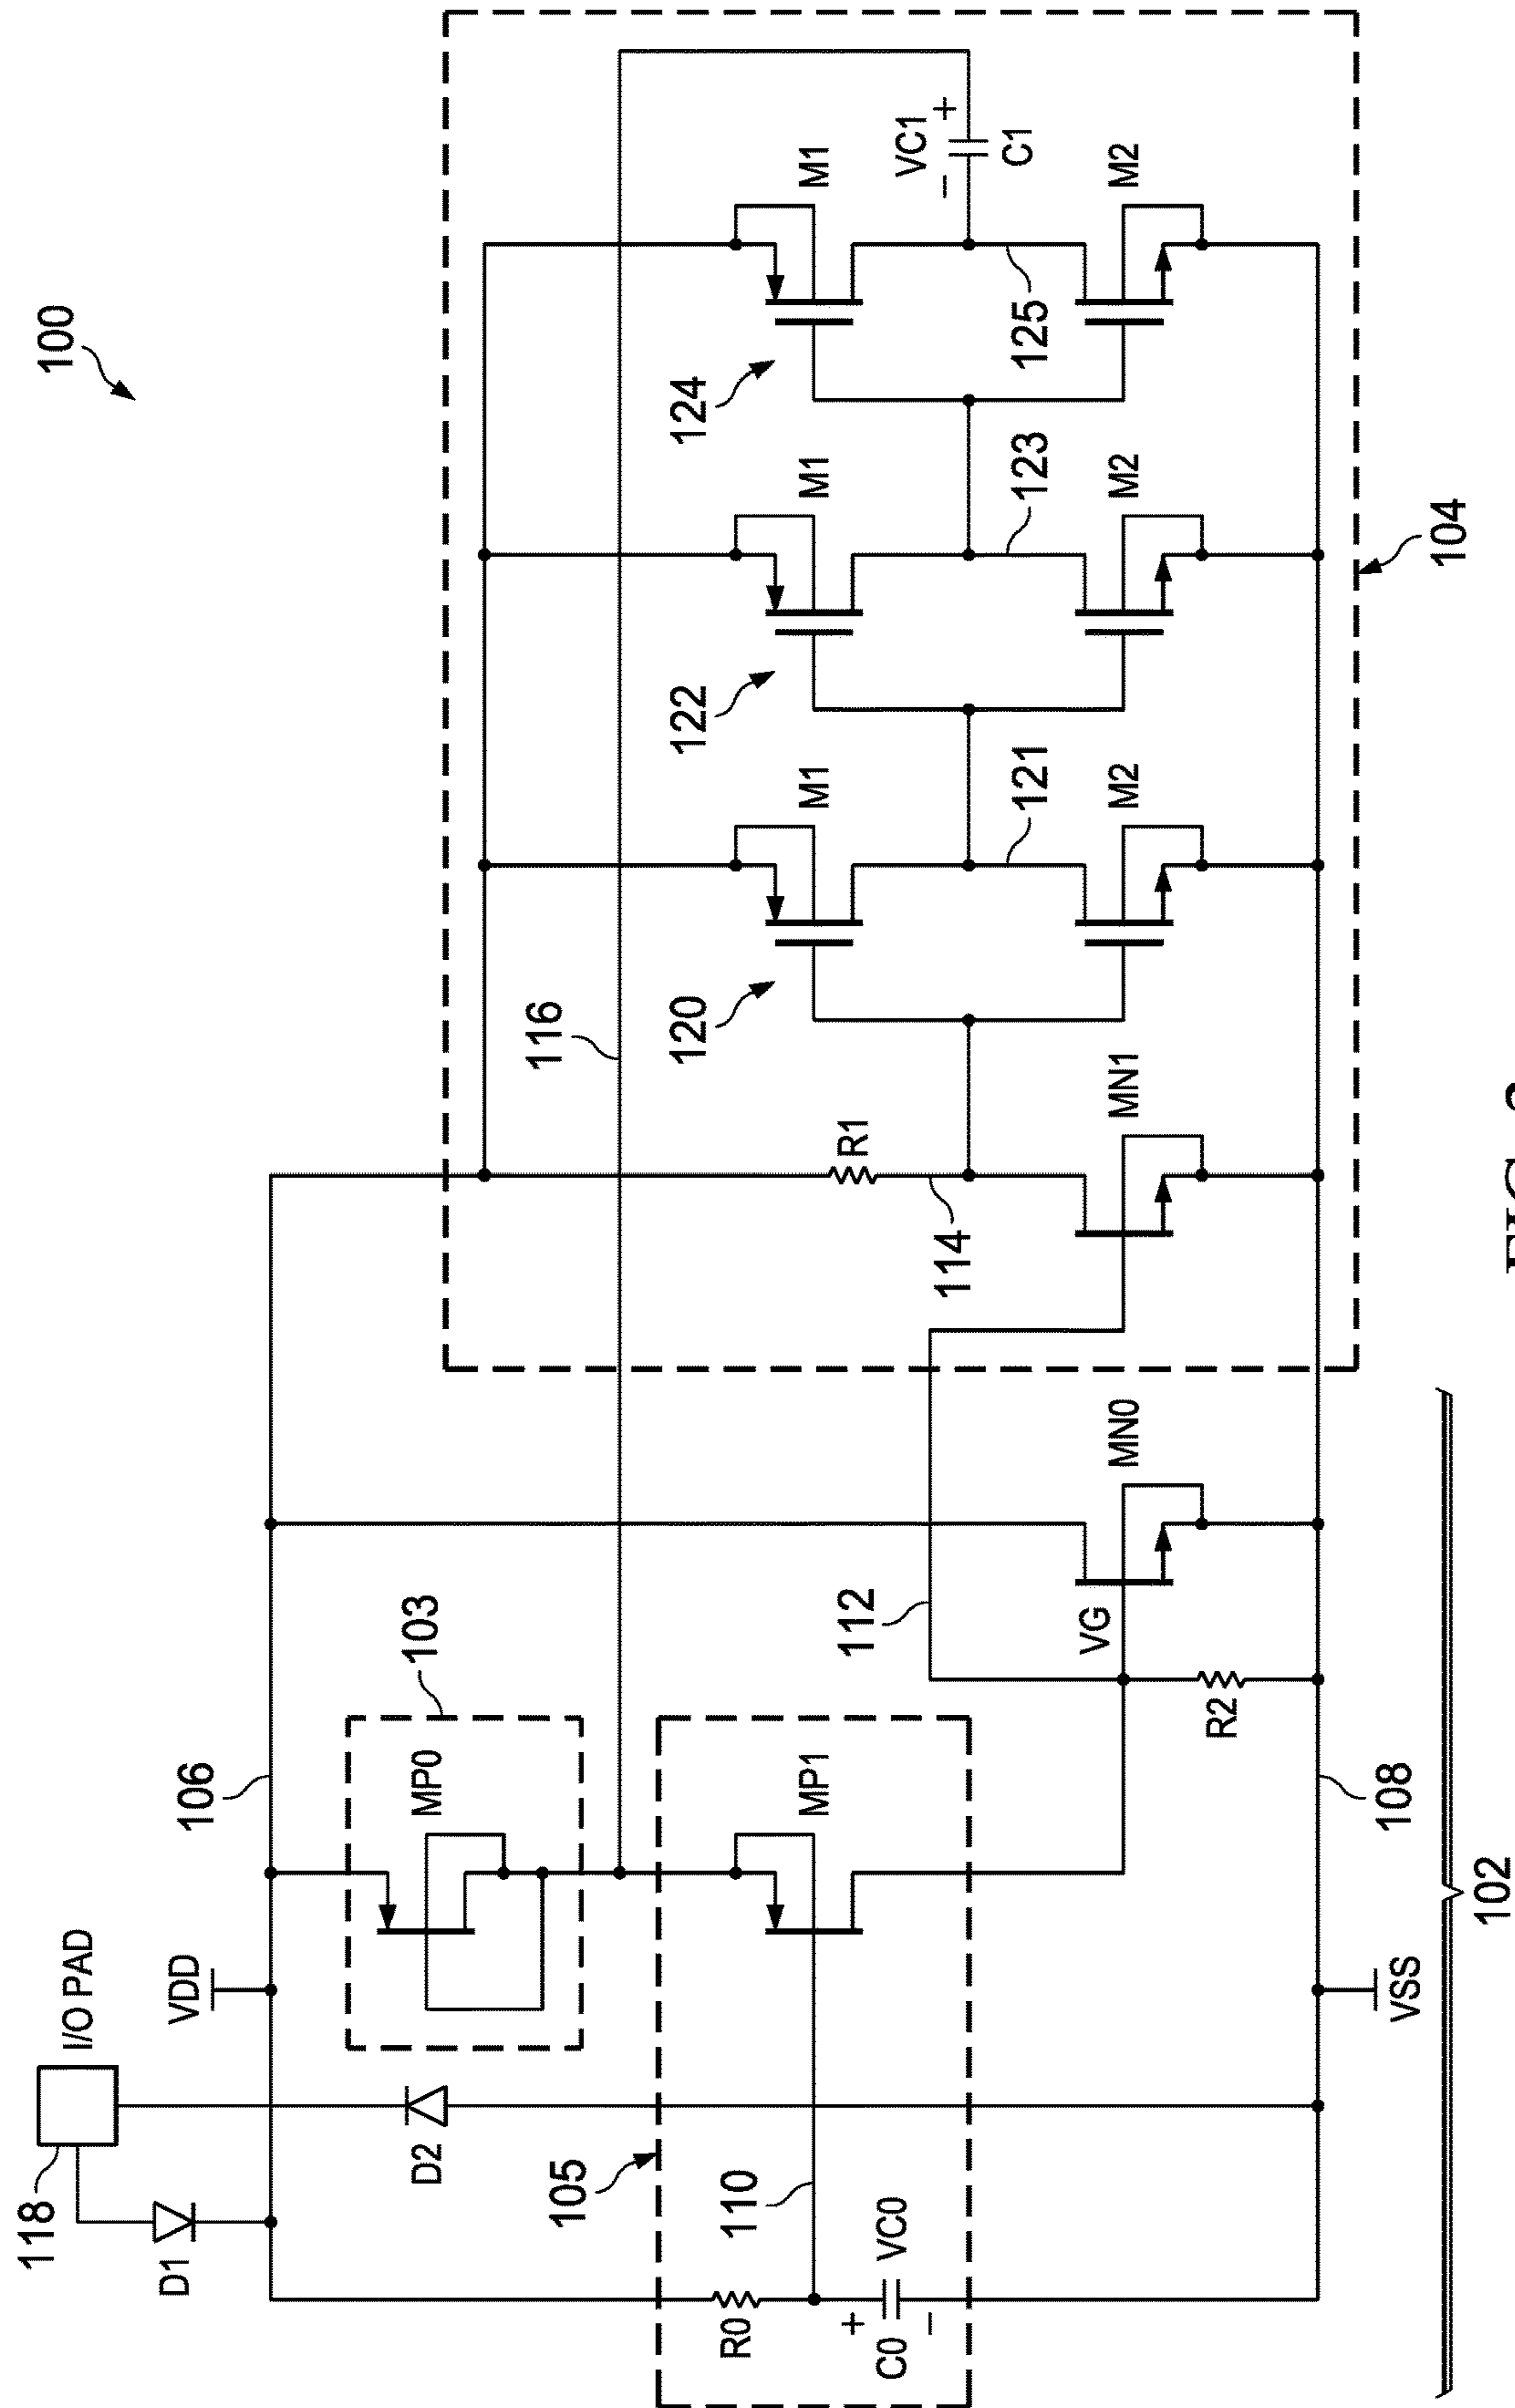 100
118
I/O PAD
D1
VDD
106
D2
MP0
103
116
105
120
122
124
R0
110
MP1
M1
M1
M1
R1
112
+
C0
VC0
−
VC1
−
+
C1
114
121
123
125
VG
MN0
MN1
M2
M2
M2
R2
VSS
108
104
102